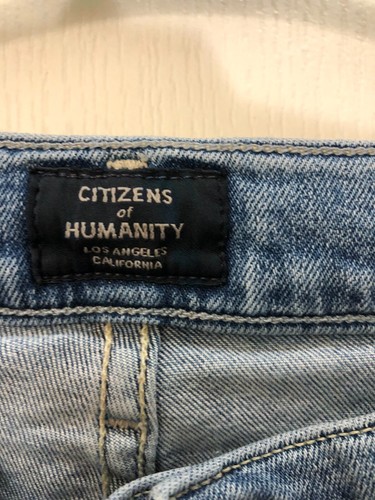 CITIZENS
of
HUMANITY
LOS ANGELES
CALIFORNIA